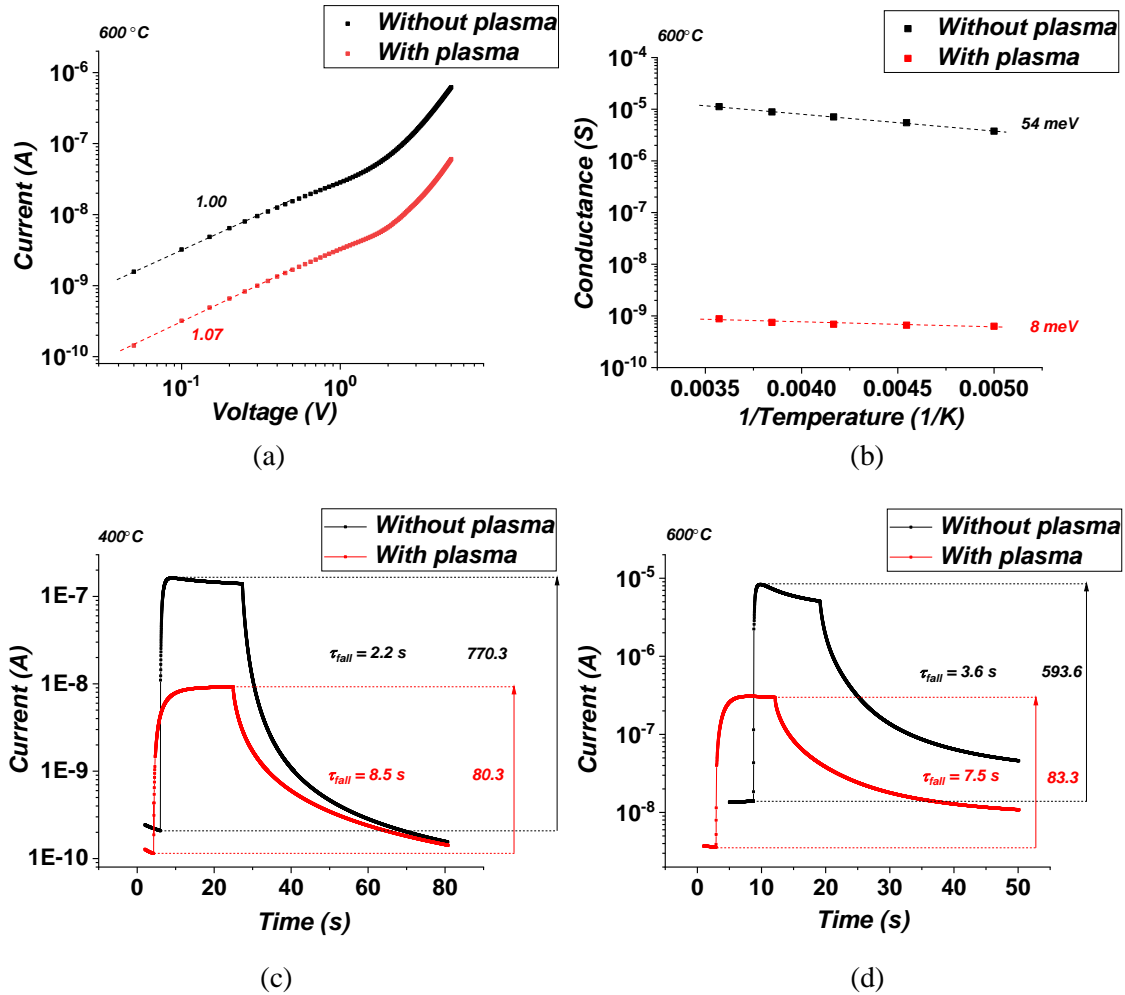 600°C
Without plasma
With plasma
Current (A)
10⁻⁶
10⁻⁷
10⁻⁸
10⁻⁹
10⁻¹⁰
1.00
1.07
10⁻¹
10⁰
Voltage (V)
(a)
600°C
Without plasma
With plasma
Conductance (S)
10⁻⁴
10⁻⁵
10⁻⁶
10⁻⁷
10⁻⁸
10⁻⁹
10⁻¹⁰
54 meV
8 meV
0.0035 0.0040 0.0045 0.0050
1/Temperature (1/K)
(b)
400°C
Without plasma
With plasma
Current (A)
1E-7
1E-8
1E-9
1E-10
τfall = 2.2 s 770.3
τfall = 8.5 s 80.3
0 20 40 60 80
Time (s)
(c)
600°C
Without plasma
With plasma
Current (A)
10⁻⁵
10⁻⁶
10⁻⁷
10⁻⁸
τfall = 3.6 s 593.6
τfall = 7.5 s 83.3
0 10 20 30 40 50
Time (s)
(d)